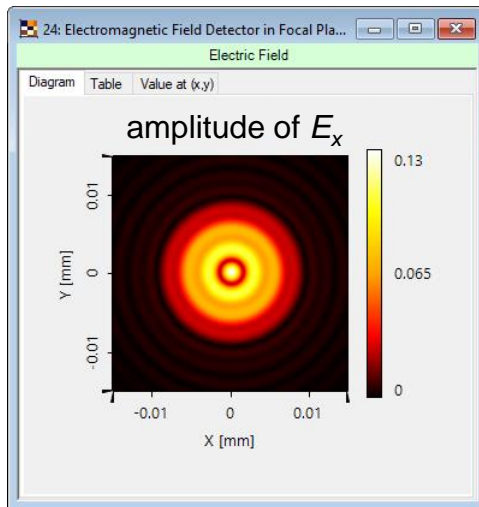 24: Electromagnetic Field Detector in Focal Pla...
Electric Field
Diagram Table Value at (x,y)
amplitude of Ex
0.13
0.01
Y [mm] 0 0.065
-0.01
0
-0.01 0 0.01
X [mm]